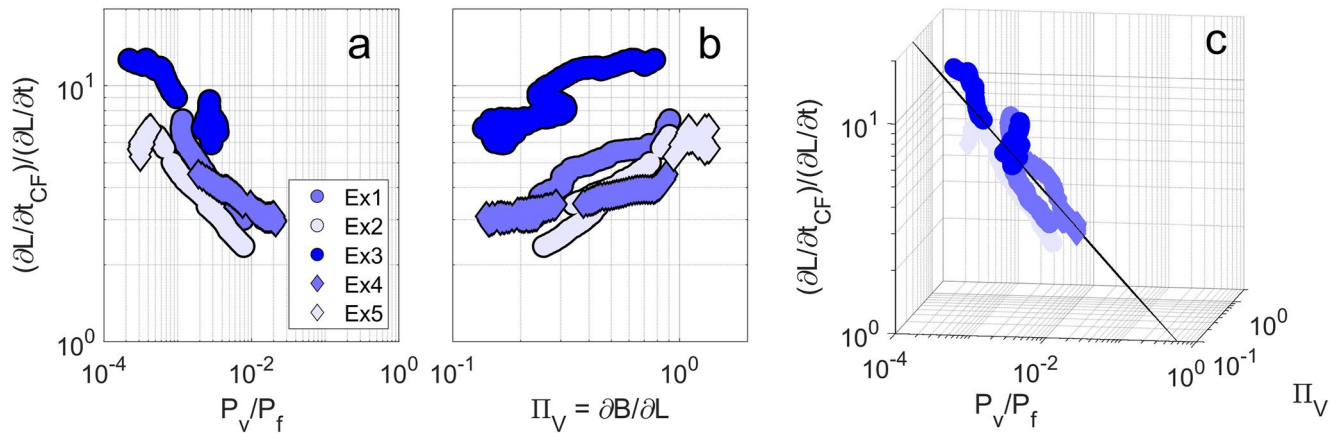 a
b
c
(∂L/∂t_CF)/(∂L/∂t)
10^1
10^0
10^-4
10^-2
10^0
P_v/P_f
Ex1
Ex2
Ex3
Ex4
Ex5
10^-1
10^0
Π_V = ∂B/∂L
(∂L/∂t_CF)/(∂L/∂t)
10^1
10^0
10^-4
10^-2
10^0
P_v/P_f
10^0
10^-1
Π_V